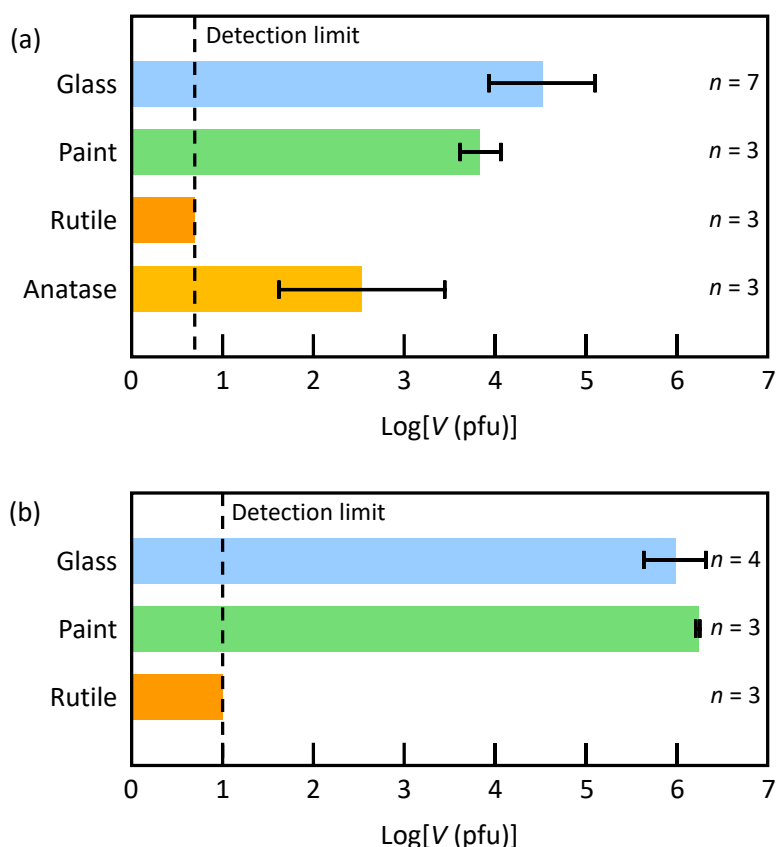 (a)
Detection limit
Glass n = 7
Paint n = 3
Rutile n = 3
Anatase n = 3
0 1 2 3 4 5 6 7
Log[V (pfu)]
(b)
Detection limit
Glass n = 4
Paint n = 3
Rutile n = 3
0 1 2 3 4 5 6 7
Log[V (pfu)]